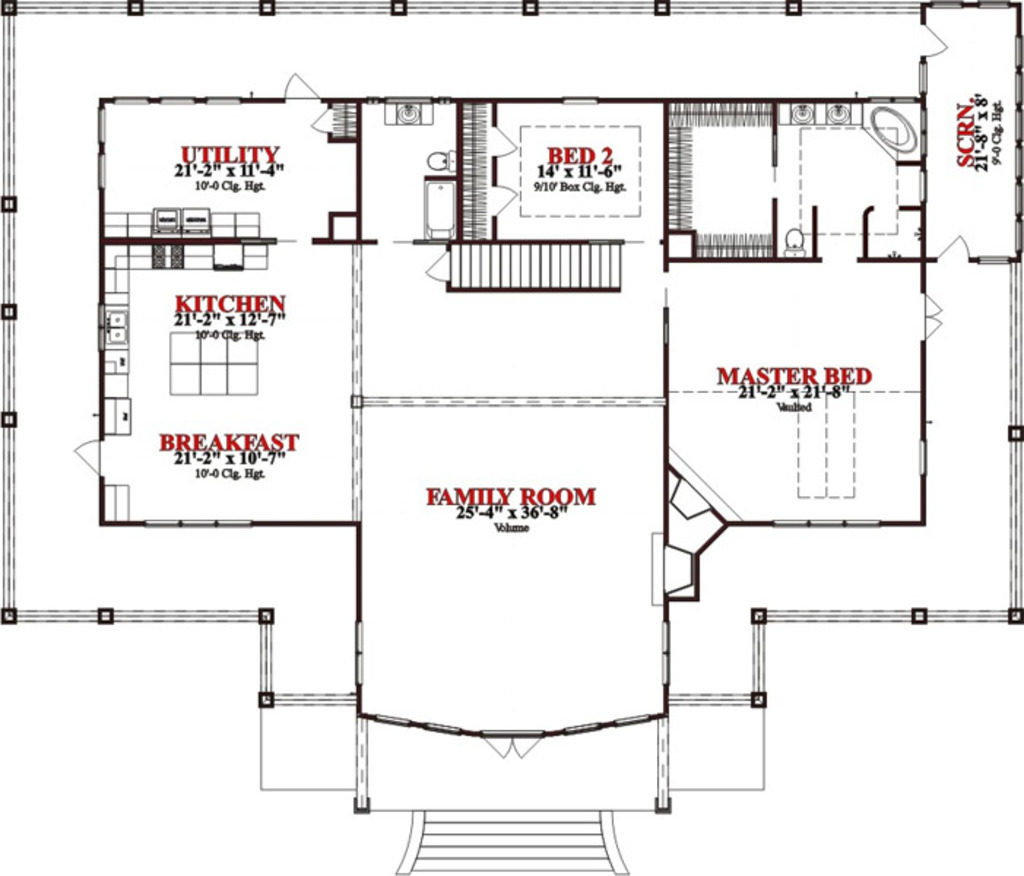 UTILITY
21'-2" x 11'-4"
10'-0 Clg. Hgt.
BED 2
14' x 11'-6"
9/10' Box Clg. Hgt.
SCRN.
21'-8" x 8'
9'-0 Clg. Hgt.
KITCHEN
21'-2" x 12'-7"
10'-0 Clg. Hgt.
MASTER BED
21'-2" x 21'-8"
Vaulted
BREAKFAST
21'-2" x 10'-7"
10'-0 Clg. Hgt.
FAMILY ROOM
25'-4" x 36'-8"
Volume